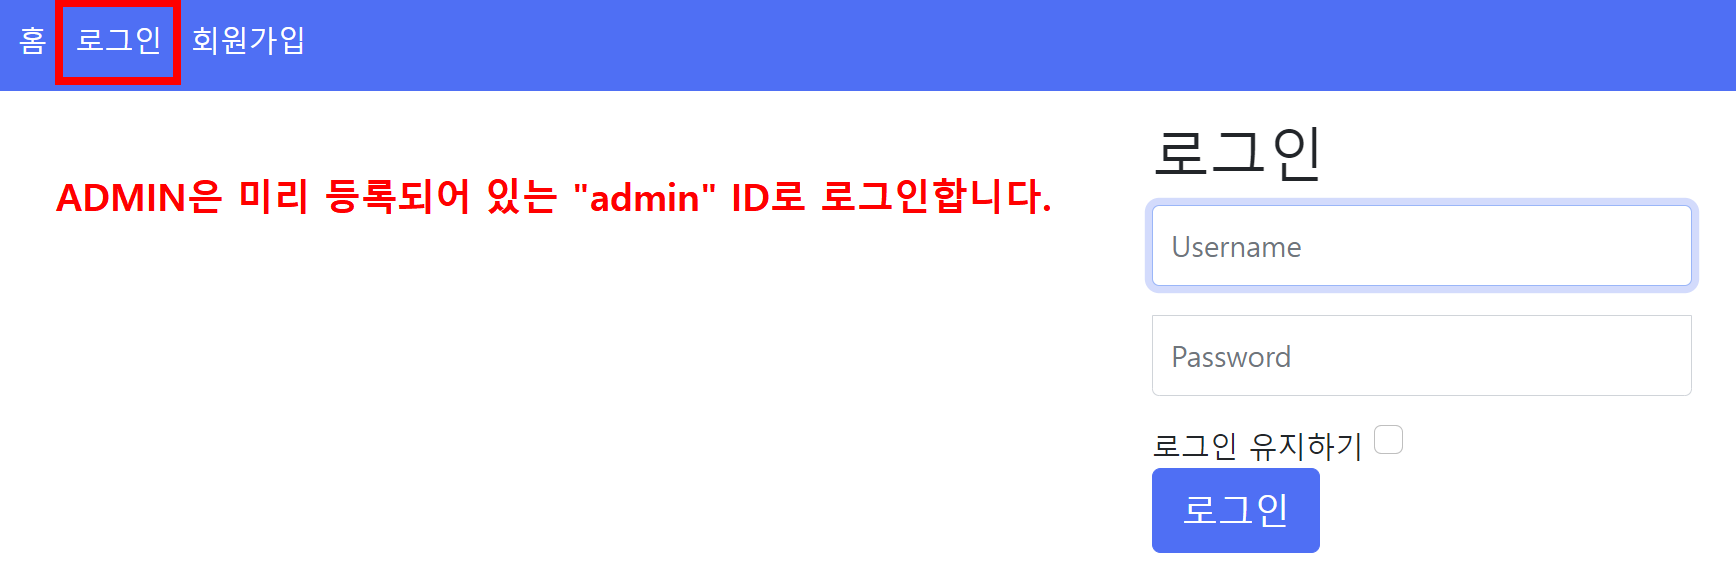 홈 로그인 회원가입
로그인
ADMIN은 미리 등록되어 있는 "admin" ID로 로그인합니다.
Username
Password
로그인 유지하기
로그인